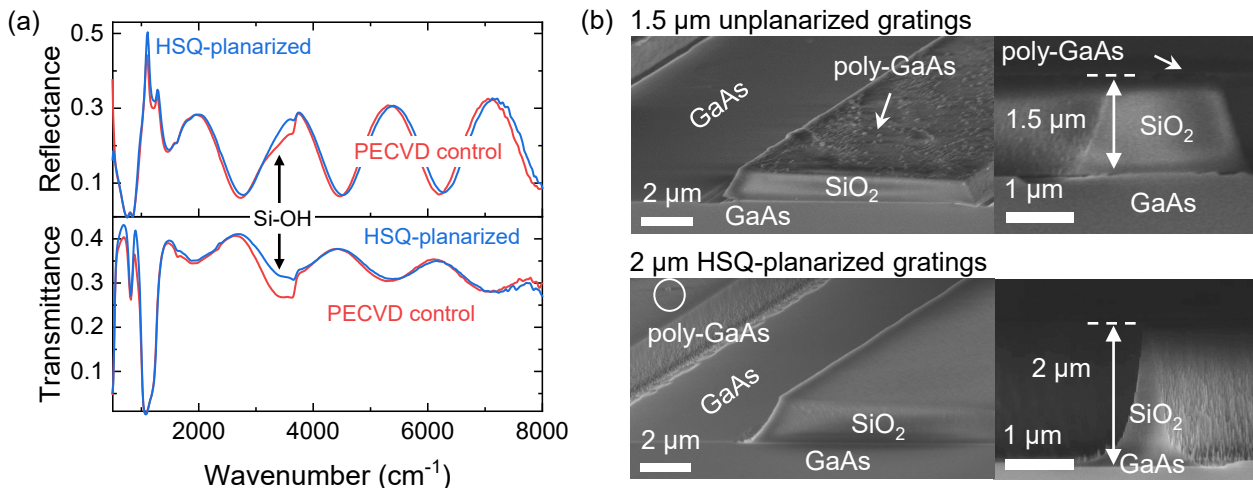 (a)
0.5
0.3
0.1
Reflectance
HSQ-planarized
PECVD control
Si-OH
0.4
0.3
0.2
0.1
Transmittance
HSQ-planarized
PECVD control
2000
4000
6000
8000
Wavenumber (cm⁻¹)
(b)
1.5 µm unplanarized gratings
GaAs
poly-GaAs
SiO₂
GaAs
2 µm
poly-GaAs
1.5 µm
SiO₂
1 µm
GaAs
2 µm HSQ-planarized gratings
poly-GaAs
GaAs
SiO₂
GaAs
2 µm
2 µm
SiO₂
1 µm
GaAs